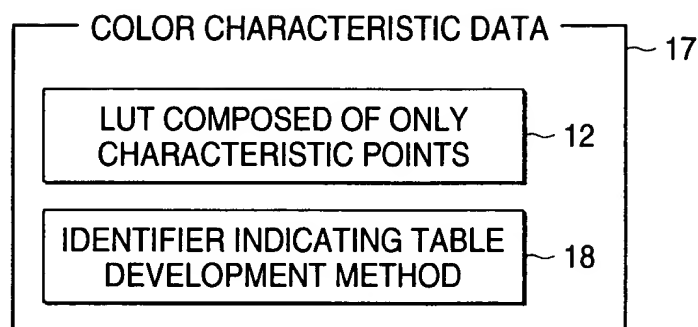 COLOR CHARACTERISTIC DATA
17
LUT COMPOSED OF ONLY
CHARACTERISTIC POINTS
12
IDENTIFIER INDICATING TABLE
DEVELOPMENT METHOD
18